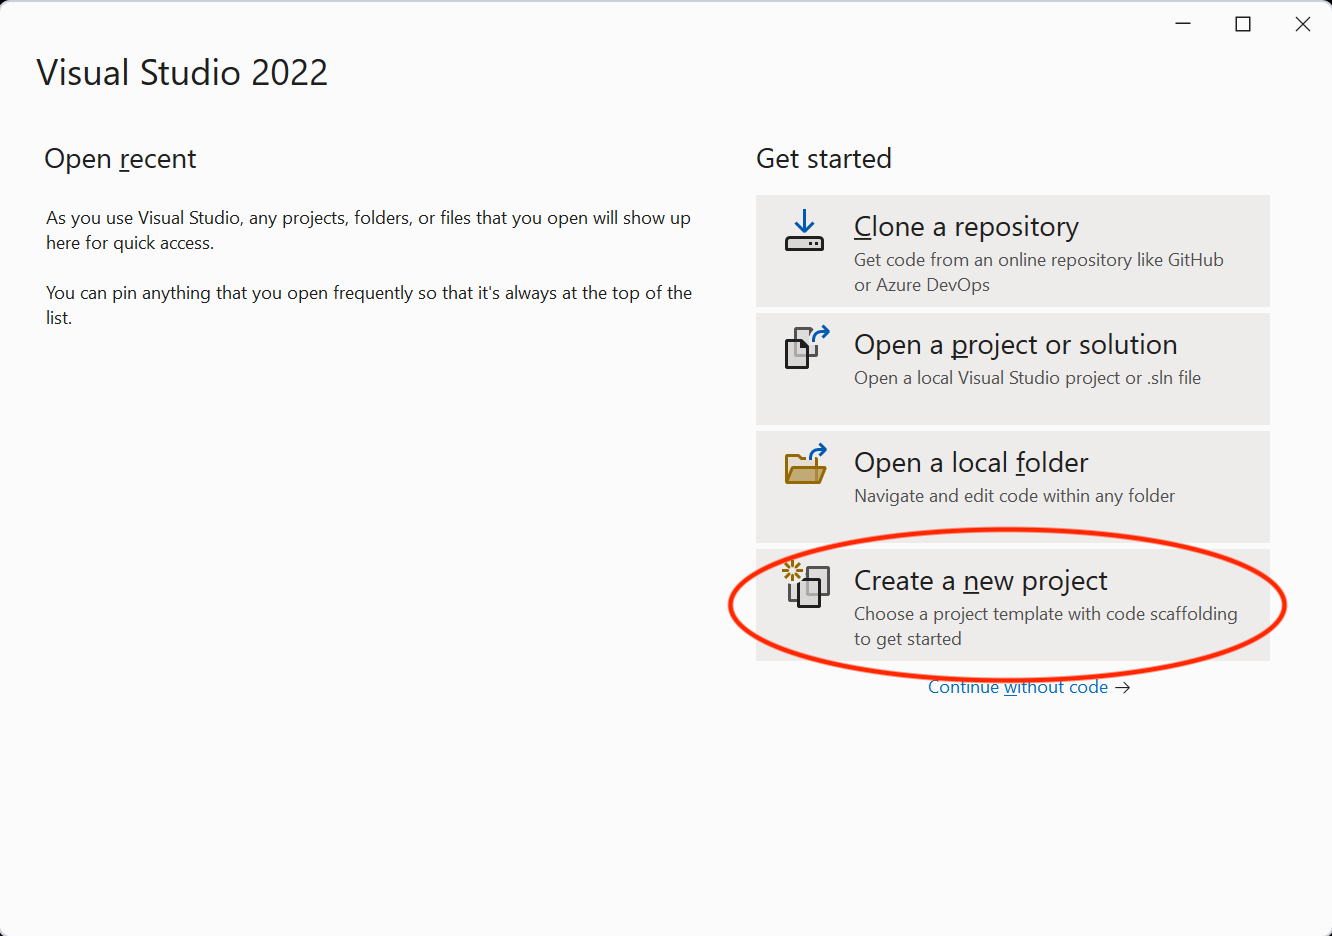 Visual Studio 2022
Open recent
As you use Visual Studio, any projects, folders, or files that you open will show up
here for quick access.
You can pin anything that you open frequently so that it's always at the top of the
list.
Get started
Clone a repository
Get code from an online repository like GitHub
or Azure DevOps
Open a project or solution
Open a local Visual Studio project or .sln file
Open a local folder
Navigate and edit code within any folder
Create a new project
Choose a project template with code scaffolding
to get started
Continue without code →